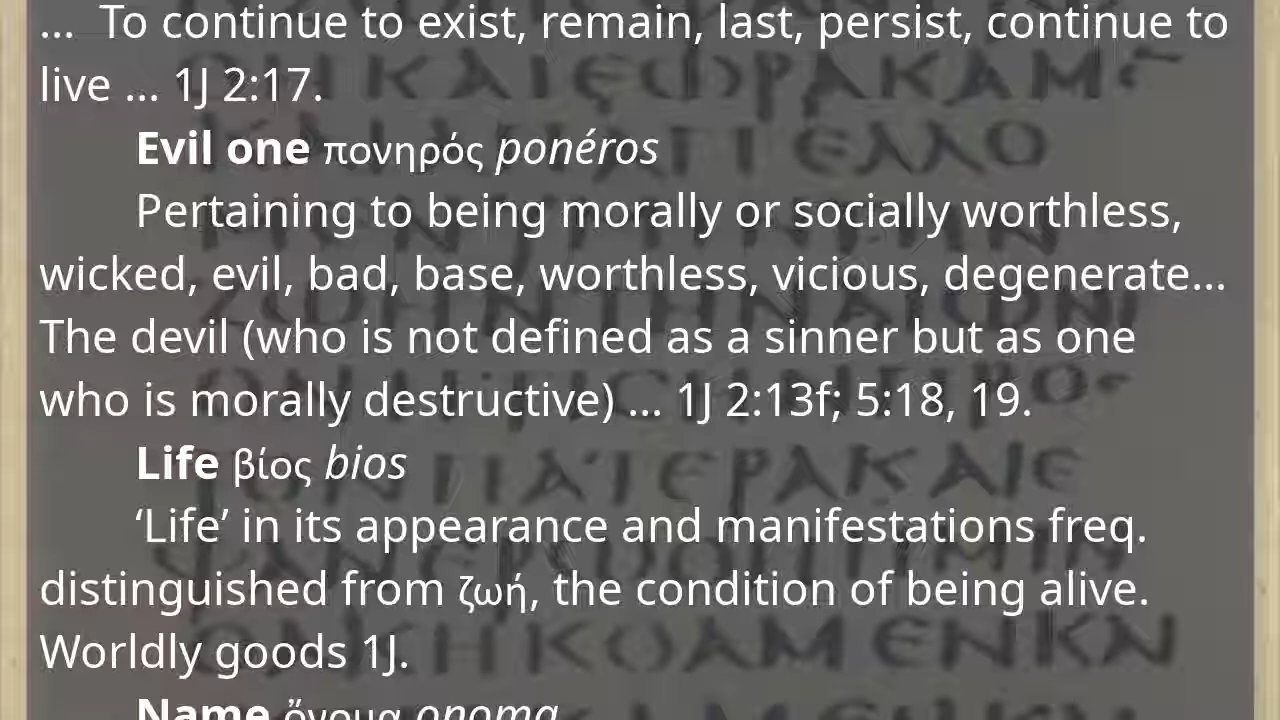 ... To continue to exist, remain, last, persist, continue to
live ... 1J 2:17.
Evil one πονηρός ponéros
Pertaining to being morally or socially worthless,
wicked, evil, bad, base, worthless, vicious, degenerate...
The devil (who is not defined as a sinner but as one
who is morally destructive) ... 1J 2:13f; 5:18, 19.
Life βίος bios
‘Life’ in its appearance and manifestations freq.
distinguished from ζωή, the condition of being alive.
Worldly goods 1J.
Name ὄνομα onoma